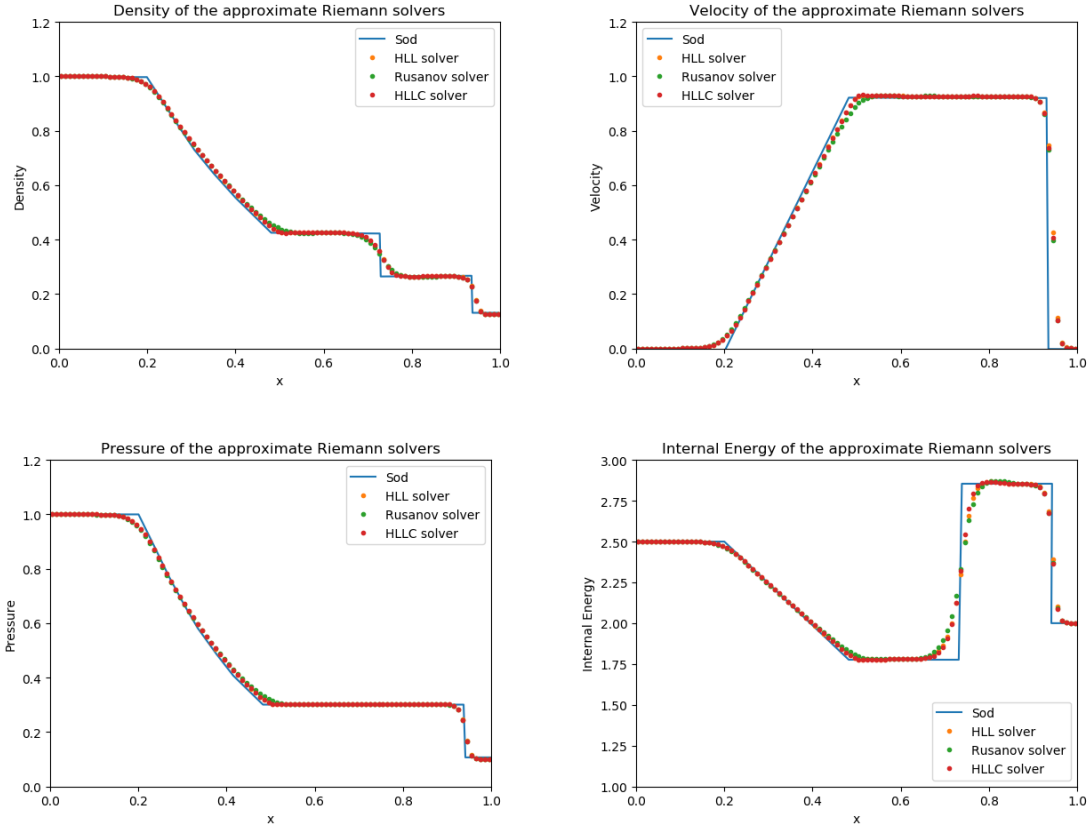 Density of the approximate Riemann solvers
1.2
1.0
0.8
0.6
0.4
0.2
0.0
Density
Sod
HLL solver
Rusanov solver
HLLC solver
0.0 0.2 0.4 0.6 0.8 1.0
x
Velocity of the approximate Riemann solvers
1.2
1.0
0.8
0.6
0.4
0.2
0.0
Velocity
Sod
HLL solver
Rusanov solver
HLLC solver
0.0 0.2 0.4 0.6 0.8 1.0
x
Pressure of the approximate Riemann solvers
1.2
1.0
0.8
0.6
0.4
0.2
0.0
Pressure
Sod
HLL solver
Rusanov solver
HLLC solver
0.0 0.2 0.4 0.6 0.8 1.0
x
Internal Energy of the approximate Riemann solvers
3.00
2.75
2.50
2.25
2.00
1.75
1.50
1.25
1.00
Internal Energy
Sod
HLL solver
Rusanov solver
HLLC solver
0.0 0.2 0.4 0.6 0.8 1.0
x